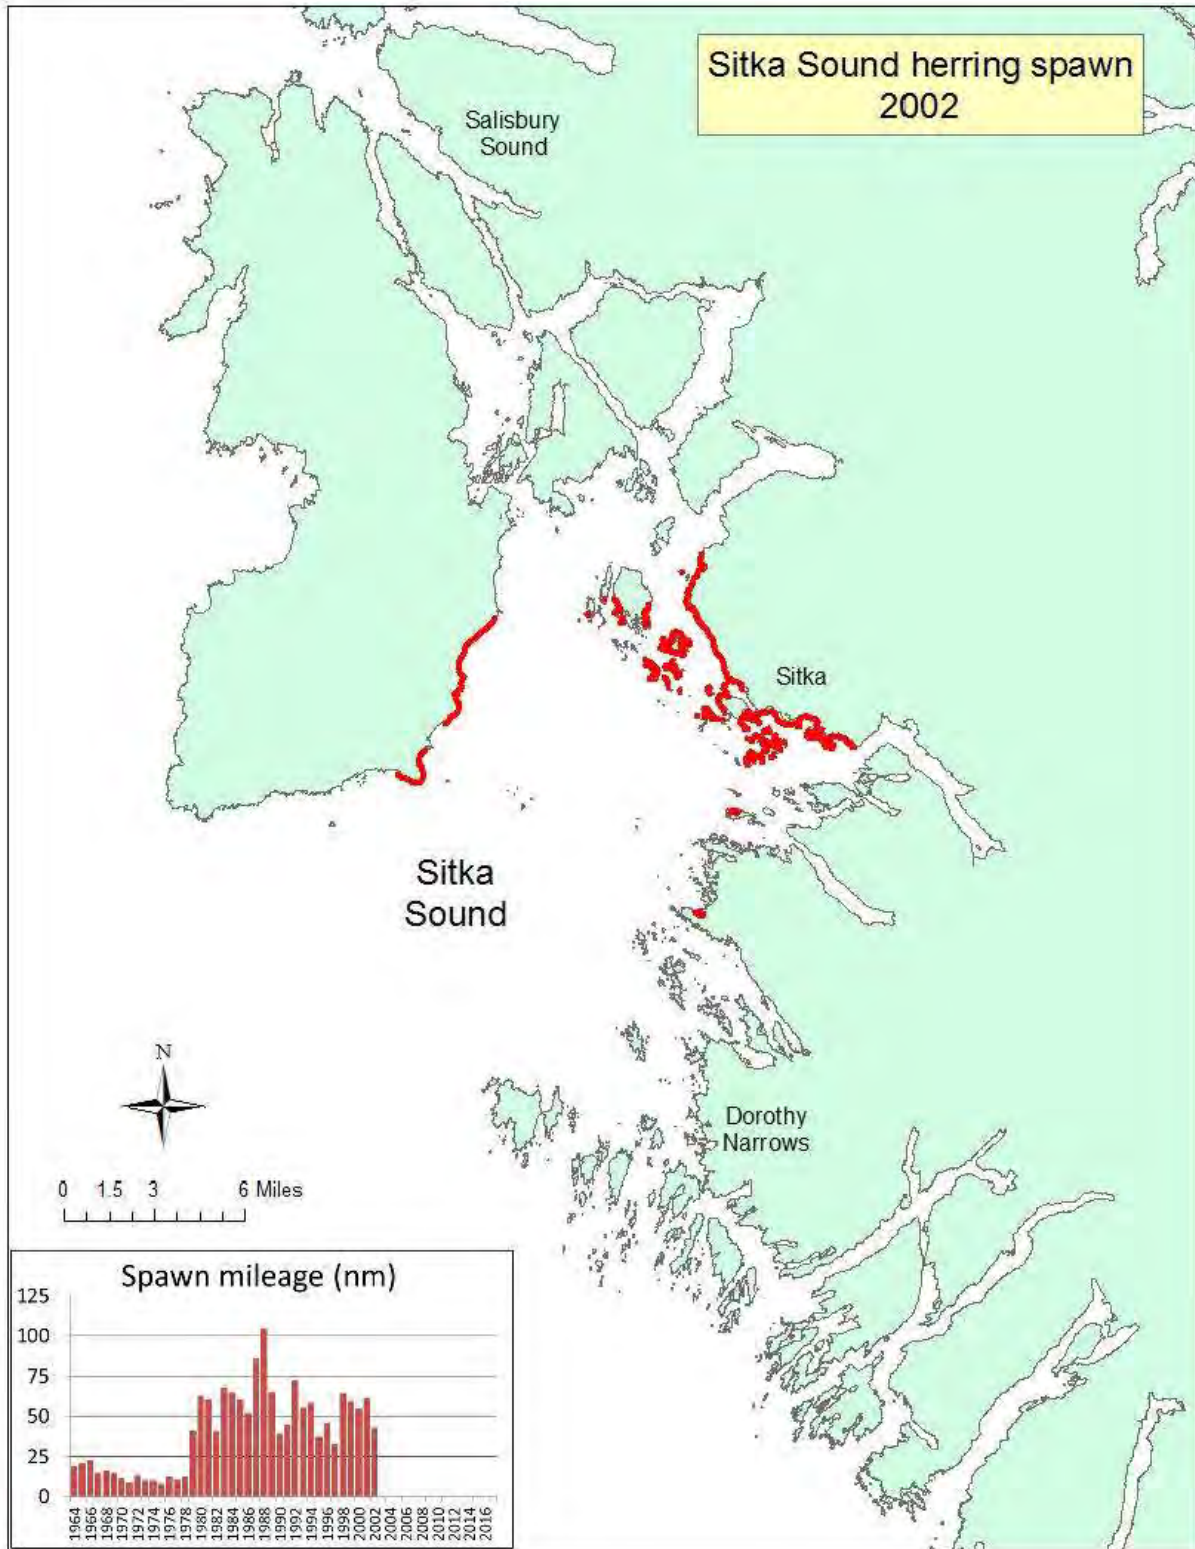 Sitka Sound herring spawn
2002
Salisbury
Sound
Sitka
Sitka
Sound
N
Dorothy
Narrows
0 1.5 3 6 Miles
Spawn mileage (nm)
125
100
75
50
25
0
1964 1966 1968 1970 1972 1974 1976 1978 1980 1982 1984 1986 1988 1990 1992 1994 1996 1998 2000 2002 2004 2006 2008 2010 2012 2014 2016